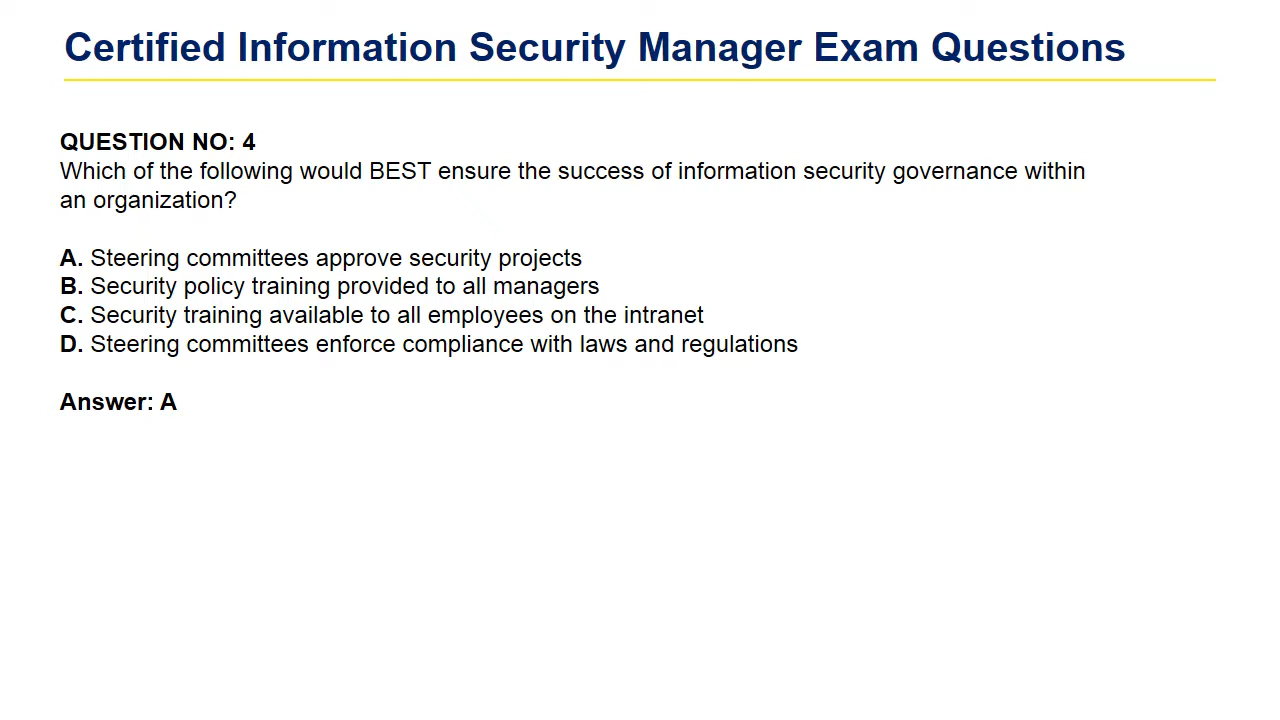 Certified Information Security Manager Exam Questions
QUESTION NO: 4
Which of the following would BEST ensure the success of information security governance within
an organization?
A. Steering committees approve security projects
B. Security policy training provided to all managers
C. Security training available to all employees on the intranet
D. Steering committees enforce compliance with laws and regulations
Answer: A